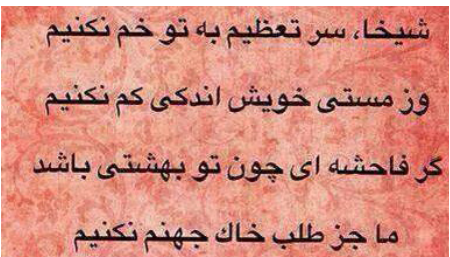 شیخا، سر تعظیم به تو خم نکنیم
وز مستی خویش اندکی کم نکنیم
گر فاحشه ای چون تو بهشتی باشد
ما جز طلب خاك جهنم نکنیم